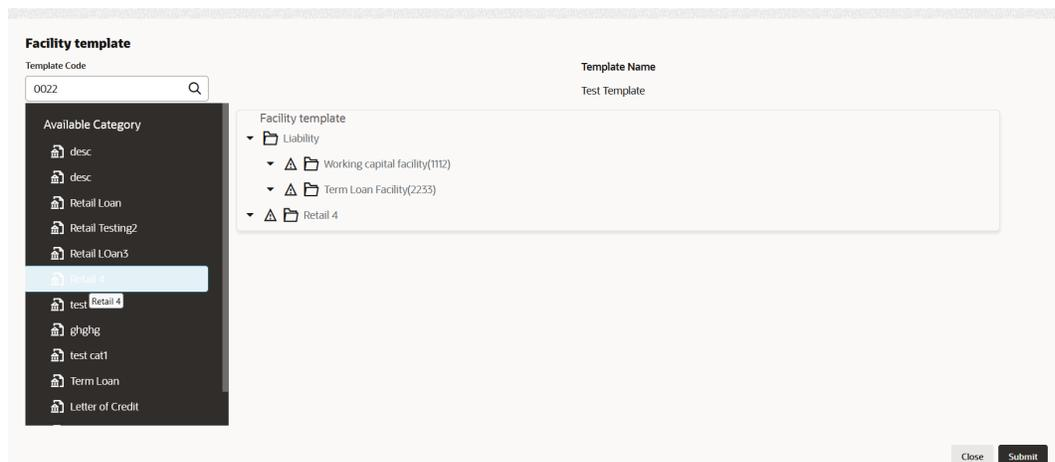 Facility template
Template Code
Template Name
0022
Test Template
Available Category
desc
desc
Retail Loan
Retail Testing2
Retail LOan3
Retail 4
Retail 4
test
ghghg
test cat1
Term Loan
Letter of Credit
Facility template
Liability
Working capital facility(1112)
Term Loan Facility(2233)
Retail 4
Close
Submit